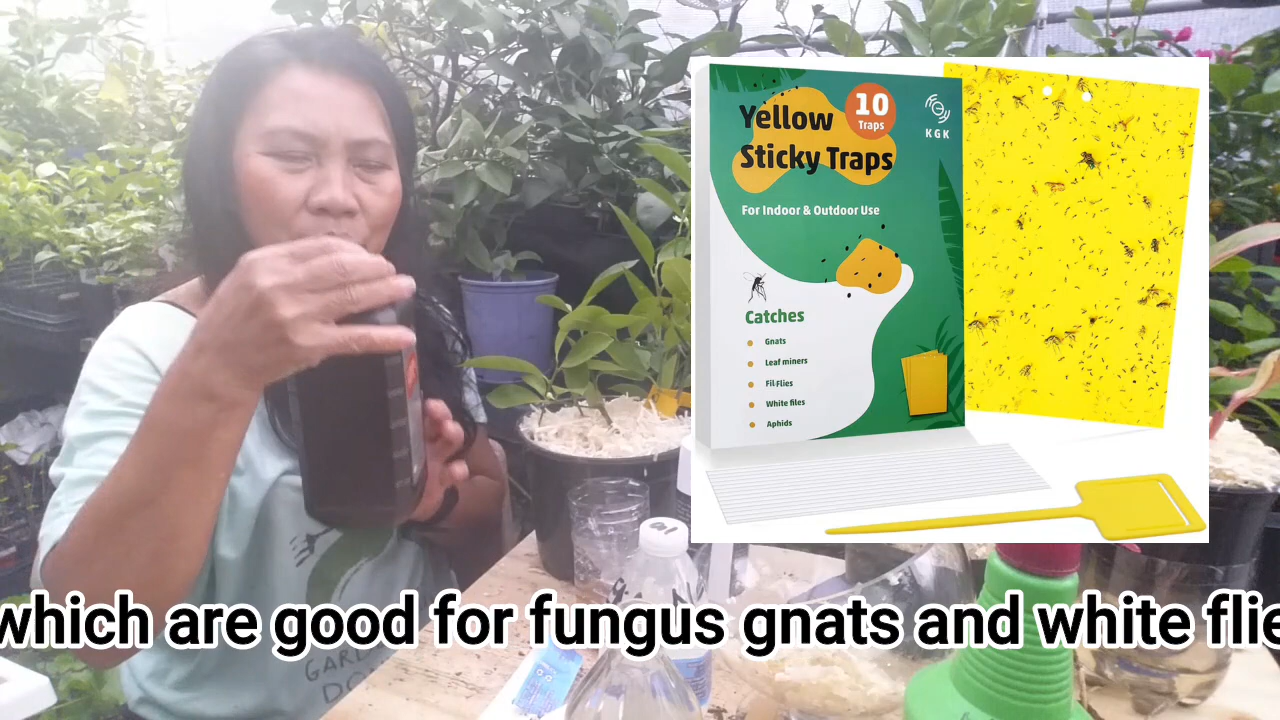 Yellow
Sticky Traps
10
Traps
KGK
For Indoor & Outdoor Use
Catches
Gnats
Leaf miners
Fil-Flies
White files
Aphids
which are good for fungus gnats and white flie